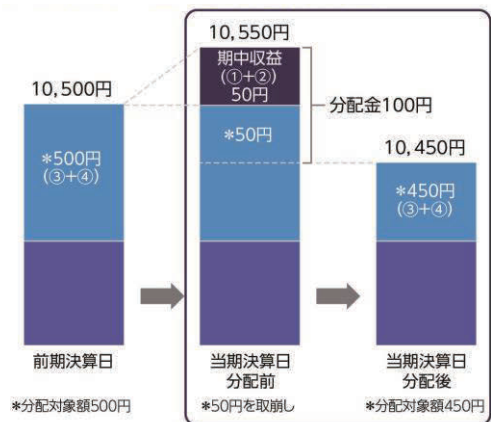 10,550円
期中収益
(①+②)
50円
10,500円
分配金100円
*500円
(③+④)
*50円
10,450円
*450円
(③+④)
前期決算日
当期決算日
分配前
当期決算日
分配後
*分配対象額500円
*50円を取崩し
*分配対象額450円